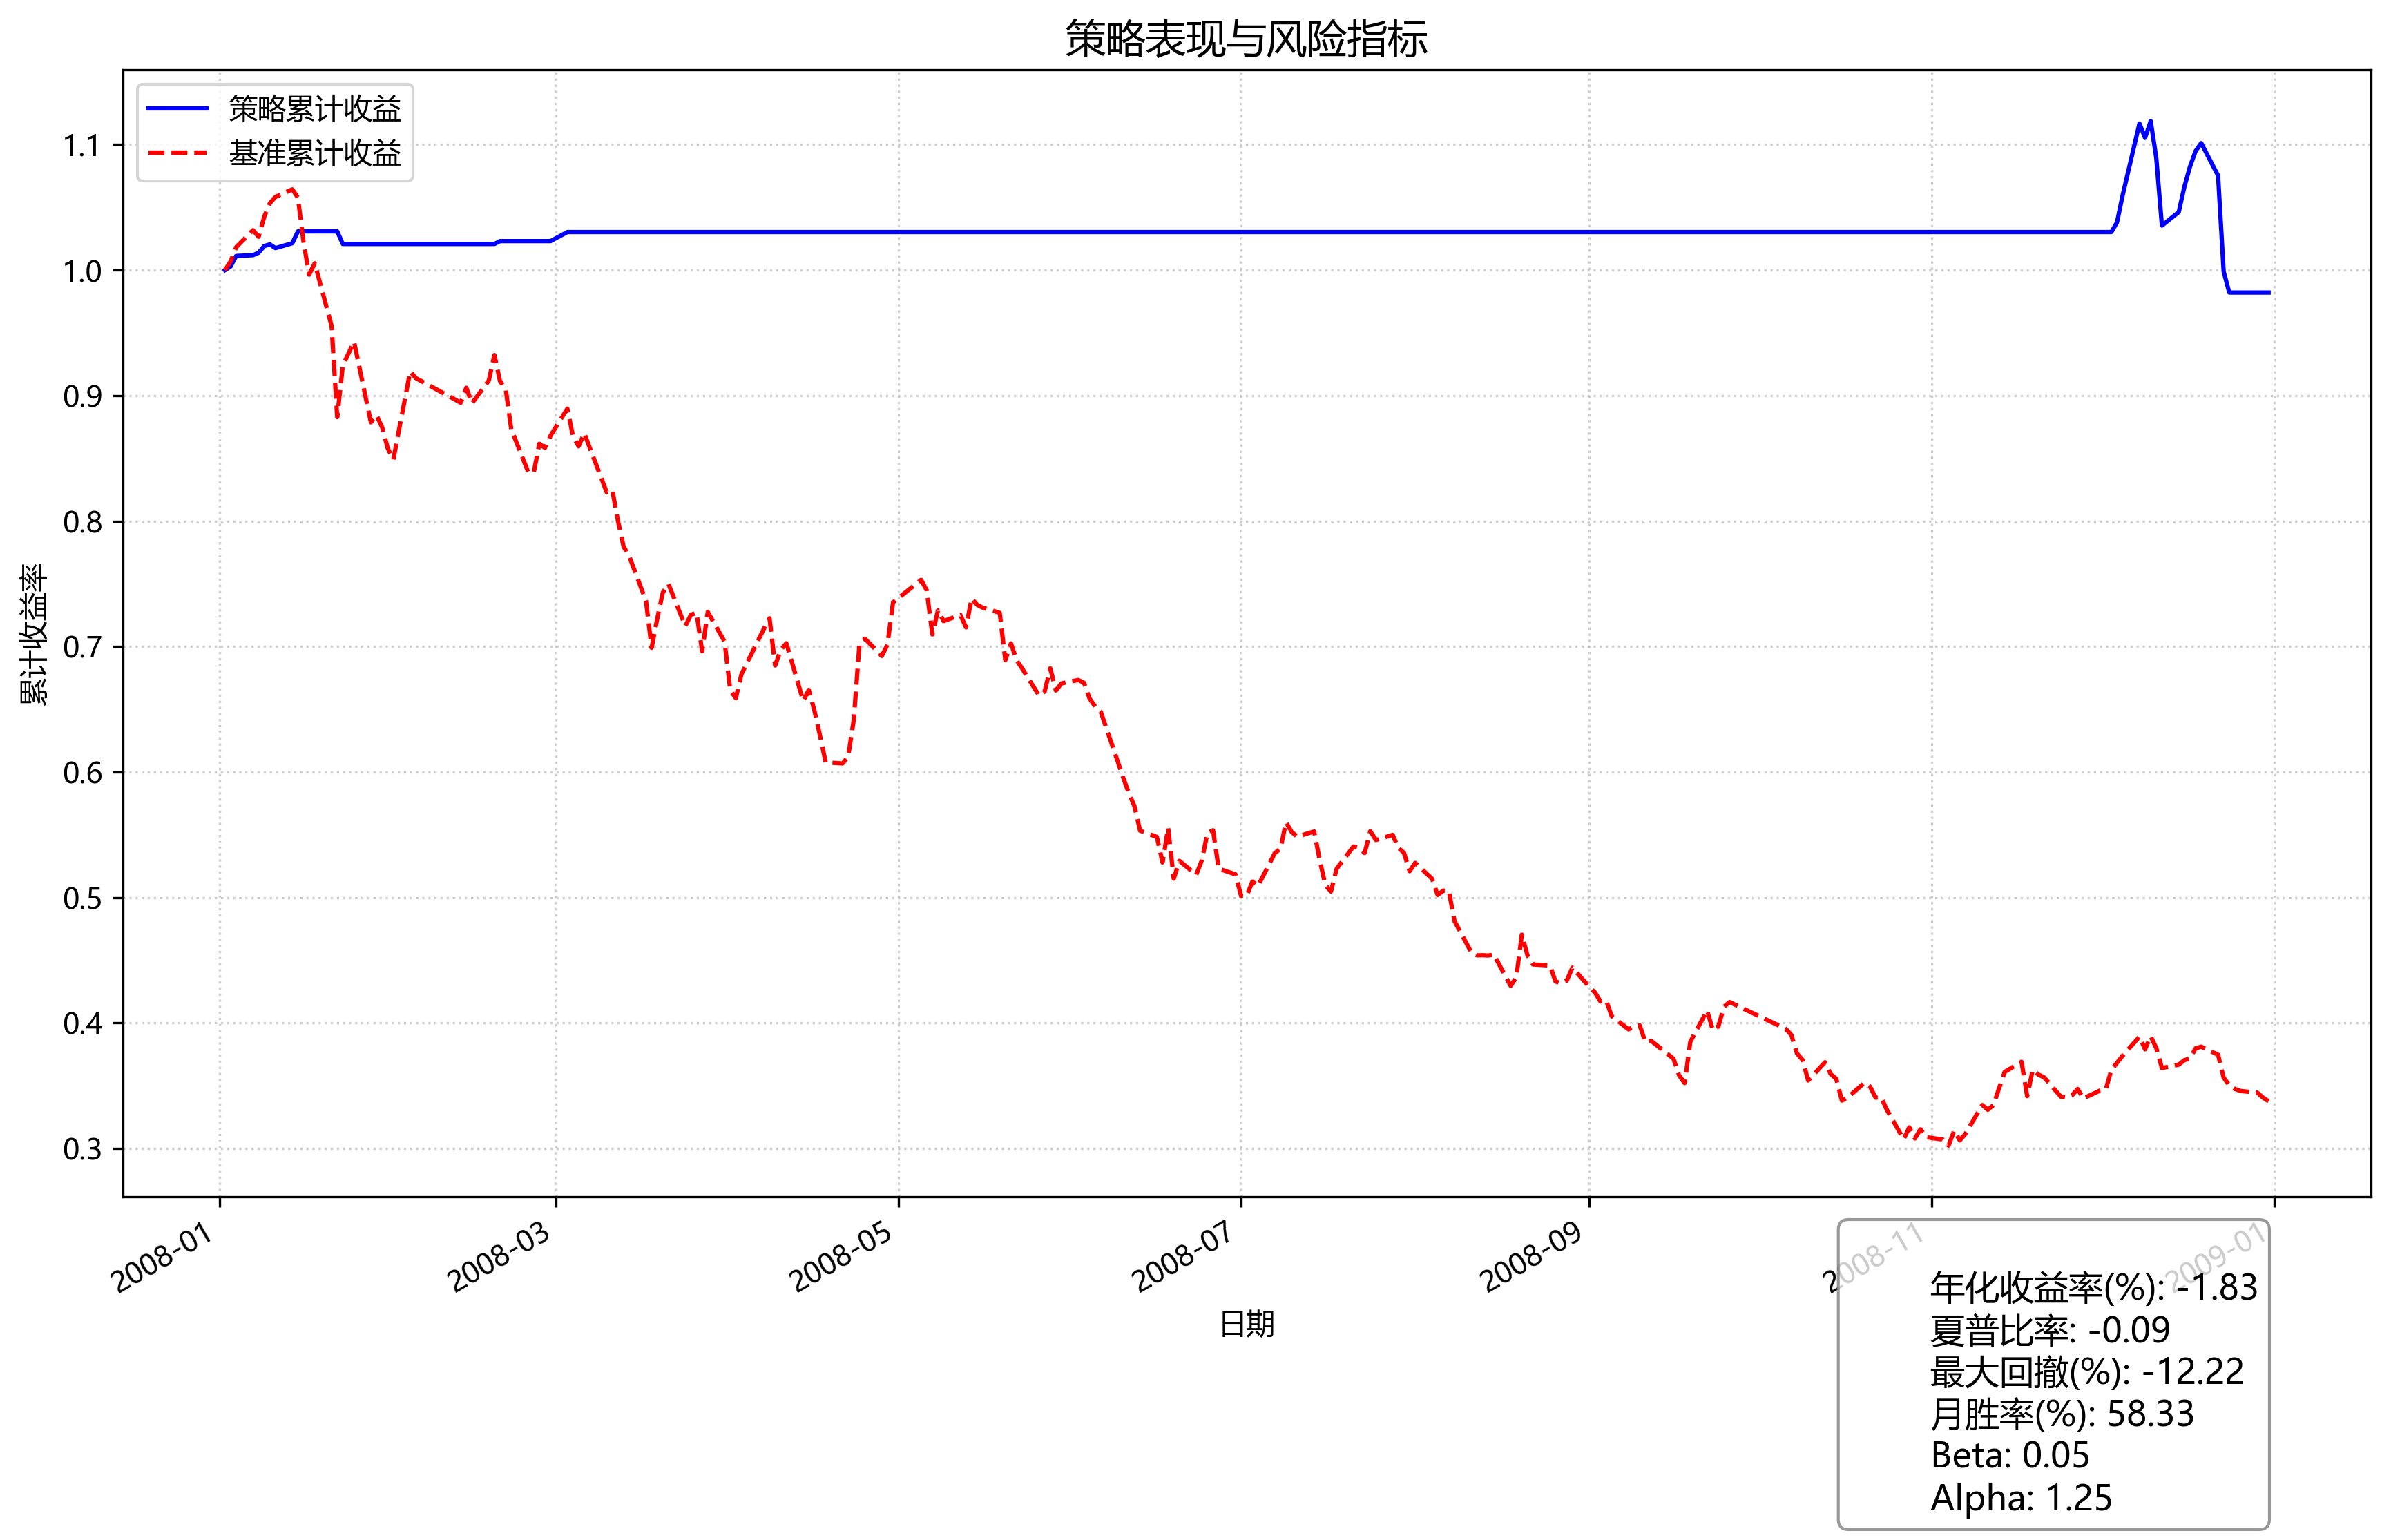 策略表现与风险指标
策略累计收益
基准累计收益
1.1
1.0
0.9
0.8
0.7
0.6
0.5
0.4
0.3
累计收益率
2008-01
2008-03
2008-05
2008-07
2008-09
2008-11
2009-01
日期
年化收益率(%): -1.83
夏普比率: -0.09
最大回撤(%): -12.22
月胜率(%): 58.33
Beta: 0.05
Alpha: 1.25